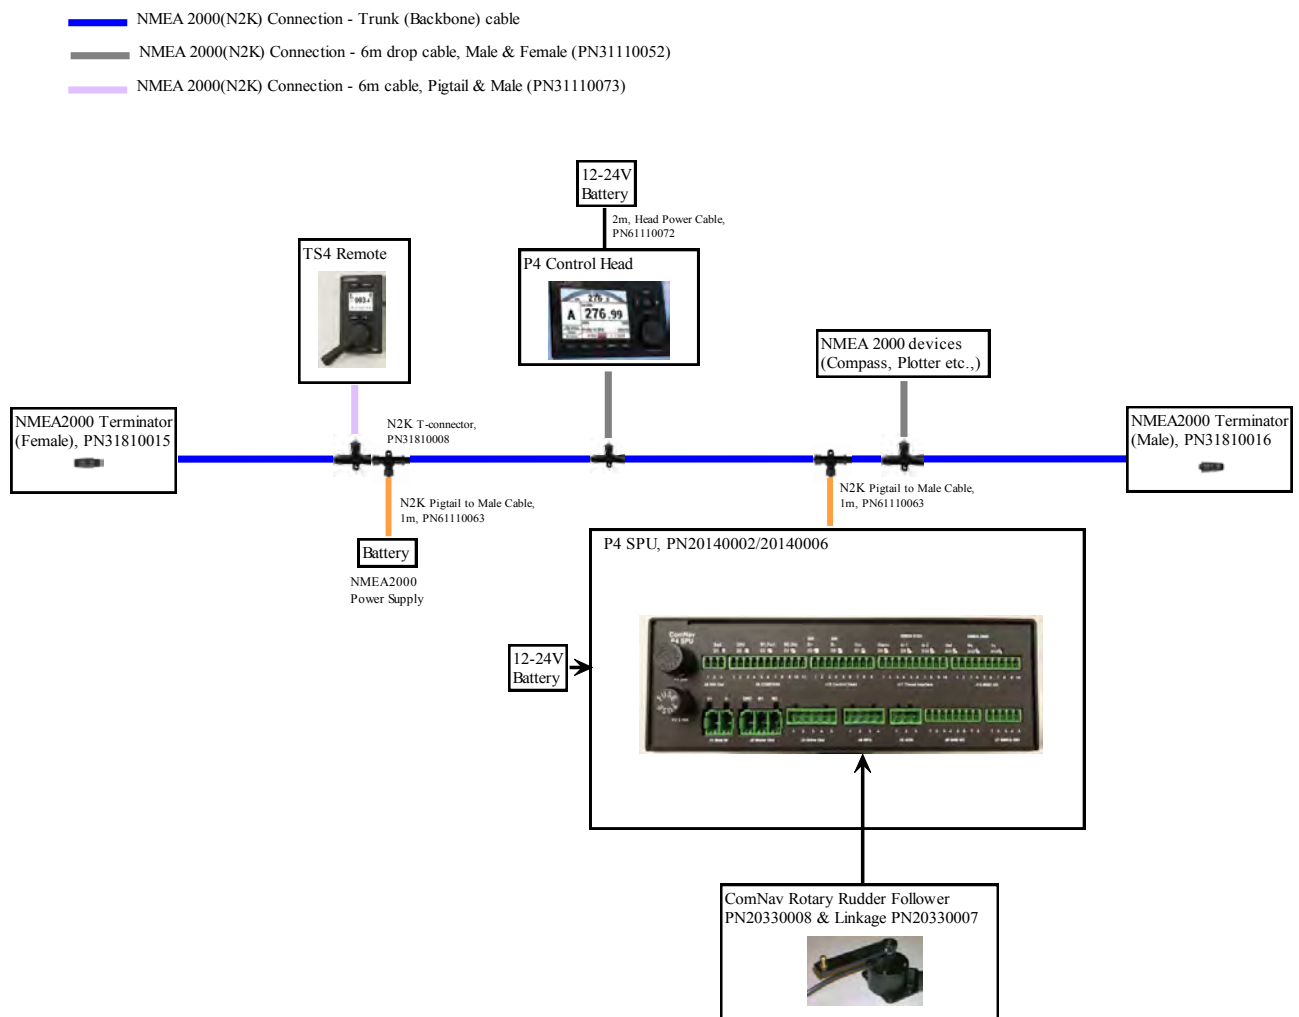 NMEA 2000(N2K) Connection - Trunk (Backbone) cable
NMEA 2000(N2K) Connection - 6m drop cable, Male & Female (PN31110052)
NMEA 2000(N2K) Connection - 6m cable, Pigtail & Male (PN31110073)
12-24V
Battery
2m, Head Power Cable,
PN61110072
TS4 Remote
P4 Control Head
A 276.99
NMEA 2000 devices
(Compass, Plotter etc.,)
NMEA2000 Terminator
(Female), PN31810015
N2K T-connector,
PN31810008
NMEA2000 Terminator
(Male), PN31810016
N2K Pigtail to Male Cable,
1m, PN61110063
N2K Pigtail to Male Cable,
1m, PN61110063
Battery
NMEA2000
Power Supply
P4 SPU, PN20140002/20140006
ComNav
P4 SPU
12-24V
Battery
ComNav Rotary Rudder Follower
PN20330008 & Linkage PN20330007